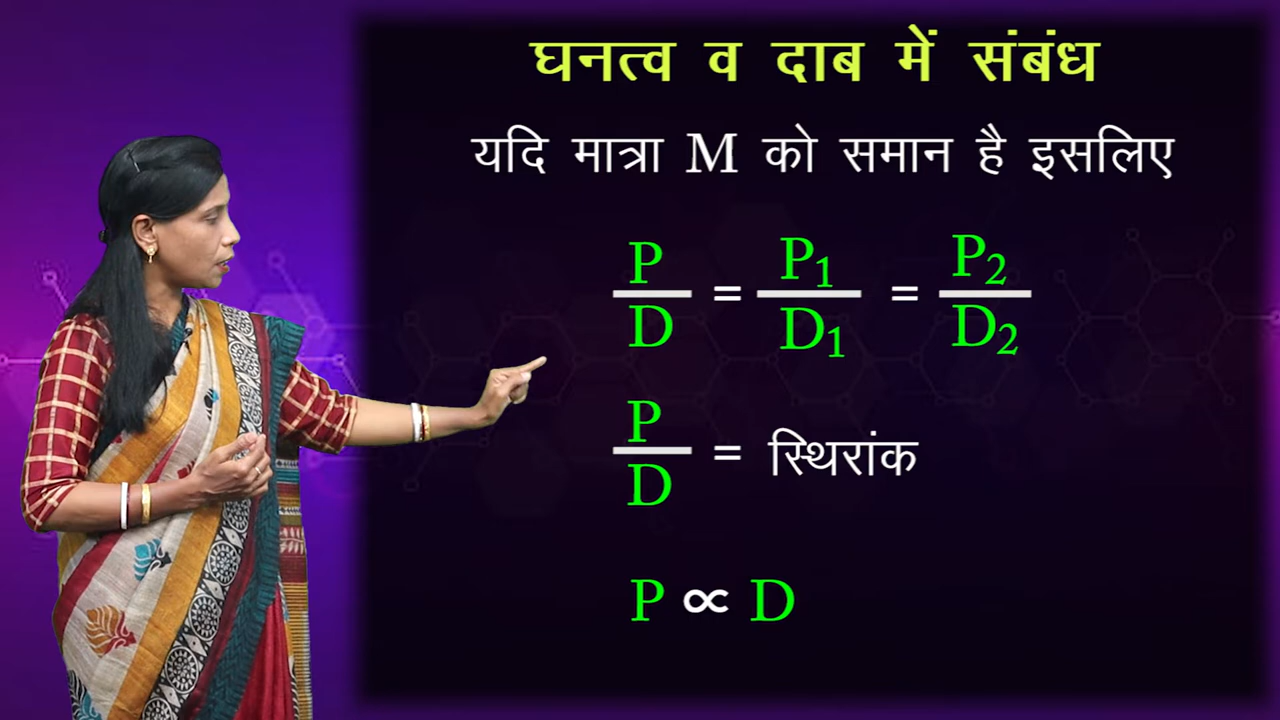 घनत्व व दाब में संबंध
यदि मात्रा M को समान है इसलिए
P/D = P₁/D₁ = P₂/D₂
P/D = स्थिरांक
P ∝ D